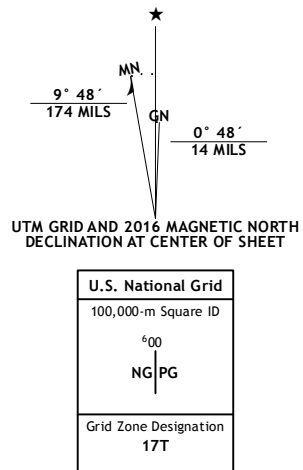 ★
MN
9° 48´
174 MILS
GN
0° 48´
14 MILS
UTM GRID AND 2016 MAGNETIC NORTH
DECLINATION AT CENTER OF SHEET
U.S. National Grid
100,000-m Square ID
⁶00
NG PG
Grid Zone Designation
17T